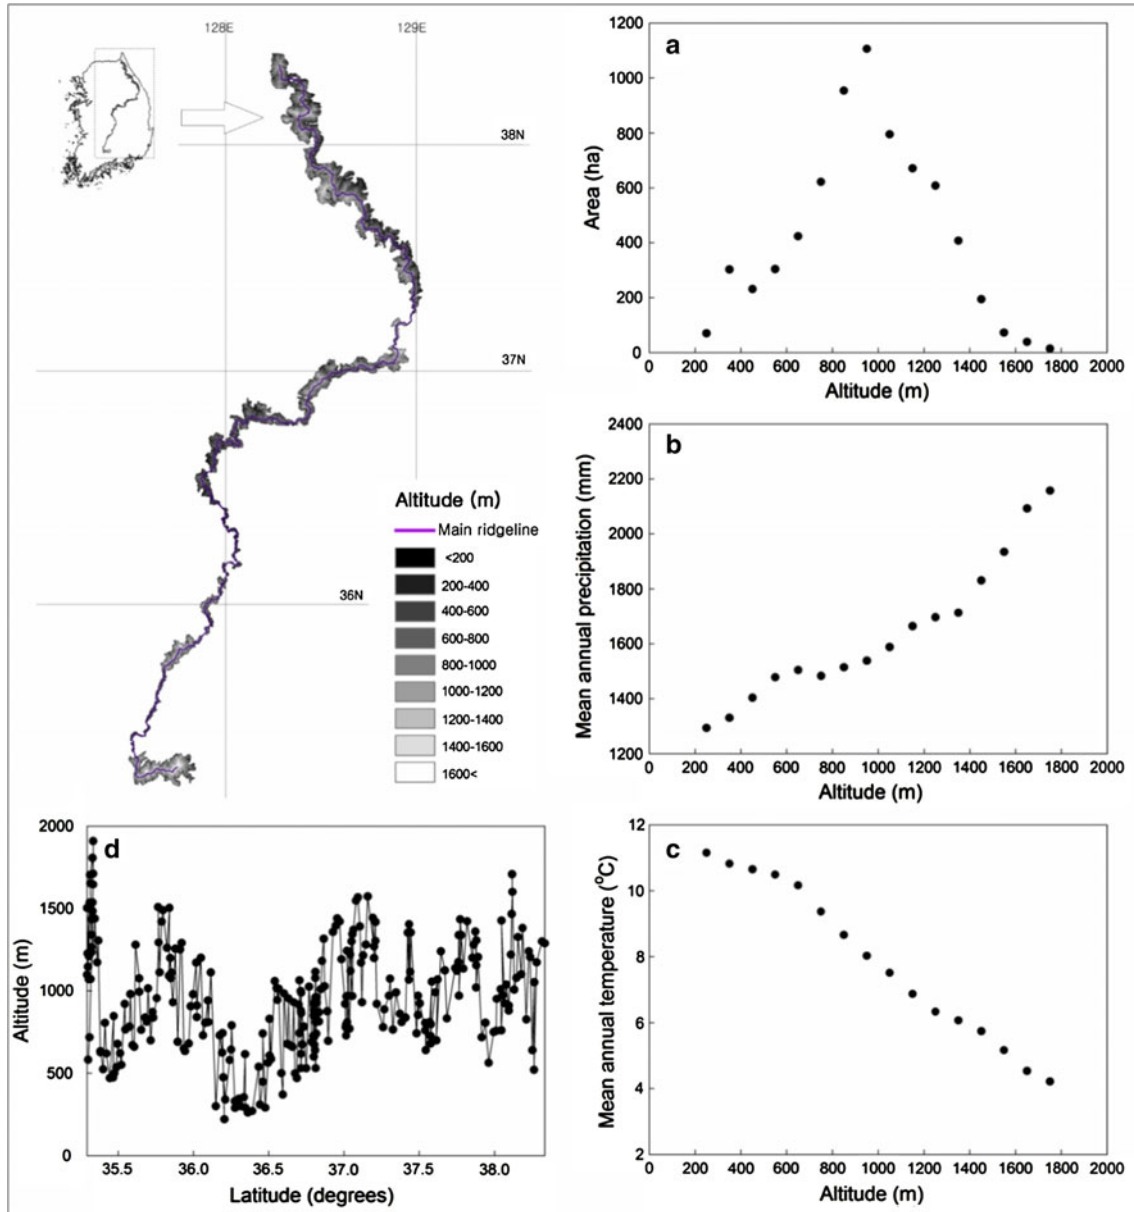 128E
129E
38N
37N
36N
Altitude (m)
Main ridgeline
<200
200-400
400-600
600-800
800-1000
1000-1200
1200-1400
1400-1600
1600<
a
1200
1000
800
600
400
200
0
Area (ha)
0 200 400 600 800 1000 1200 1400 1600 1800 2000
Altitude (m)
b
2400
2200
2000
1800
1600
1400
1200
Mean annual precipitation (mm)
0 200 400 600 800 1000 1200 1400 1600 1800 2000
Altitude (m)
d
2000
1500
1000
500
0
Altitude (m)
35.5 36.0 36.5 37.0 37.5 38.0
Latitude (degrees)
c
12
10
8
6
4
2
Mean annual temperature (°C)
0 200 400 600 800 1000 1200 1400 1600 1800 2000
Altitude (m)